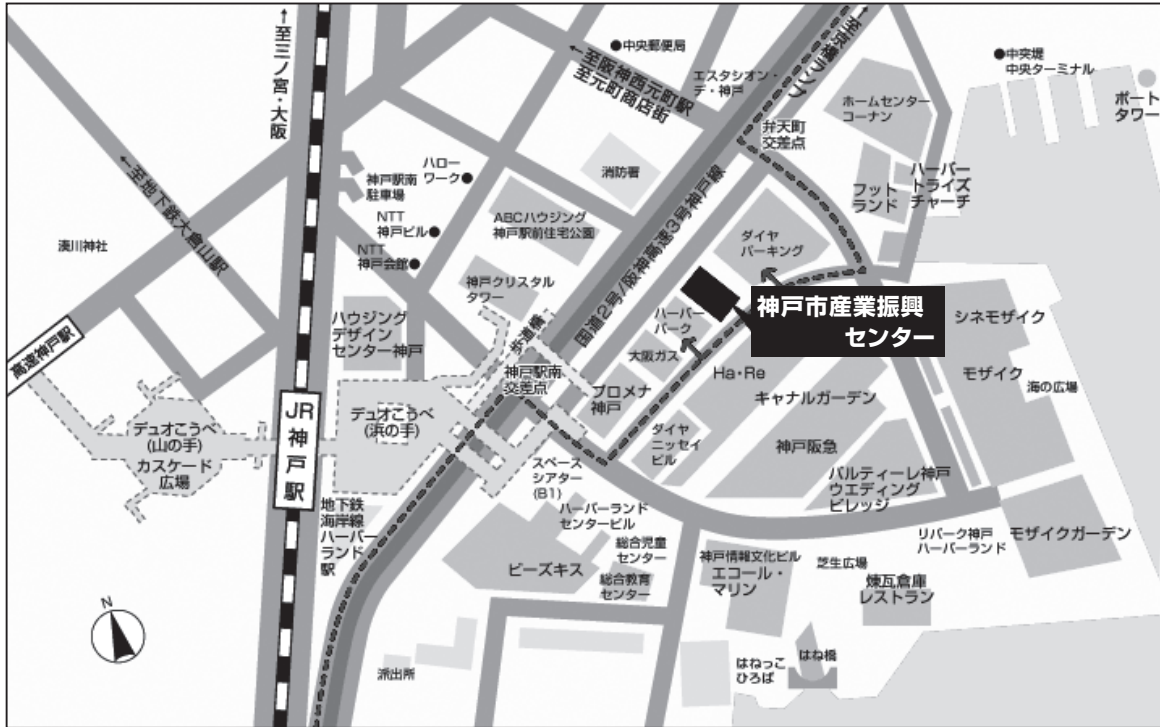 ←至三ノ宮・大阪
●中央郵便局
←至阪神西元町駅
至元町商店街
エスタシオン・
デ・神戸
←至京橋ランプ
●中突堤
中央ターミナル
ポート
タワー
ホームセンター
コーナン
弁天町
交差点
←至地下鉄大倉山駅
ハロー
ワーク●
神戸駅南
駐車場
消防署
フット
ランド
ハーバー
トライズ
チャーチ
湊川神社
NTT
神戸ビル●
NTT
神戸会館●
ABCハウジング
神戸駅前住宅公園
国道2号/阪神高速3号神戸線
ダイヤ
パーキング
神戸クリスタル
タワー
神戸市産業振興
センター
ハーバー
パーク
ハウジング
デザイン
センター神戸
歩道橋
大阪ガス
シネモザイク
高速神戸駅
神戸駅南
交差点
Ha・Re
モザイク
海の広場
プロメナ
神戸
キャナルガーデン
JR神戸駅
デュオこうべ
(浜の手)
デュオこうべ
(山の手)
カスケード
広場
ダイヤ
ニッセイ
ビル
神戸阪急
スペース
シアター
(B1)
バルティーレ神戸
ウエディング
ビレッジ
地下鉄
海岸線
ハーバー
ランド
駅
ハーバーランド
センタービル
リパーク神戸
ハーバーランド
モザイクガーデン
総合児童
センター
神戸情報文化ビル
エコール・
マリン
芝生広場
ビーズキス
総合教育
センター
煉瓦倉庫
レストラン
N
派出所
はねっこ
ひろば
はね橋